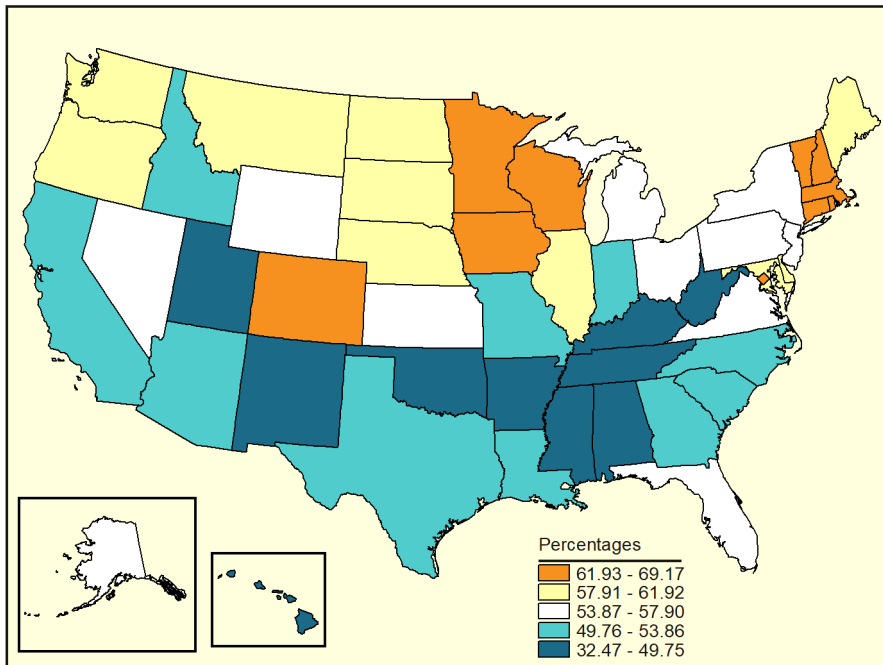 Percentages
61.93 - 69.17
57.91 - 61.92
53.87 - 57.90
49.76 - 53.86
32.47 - 49.75